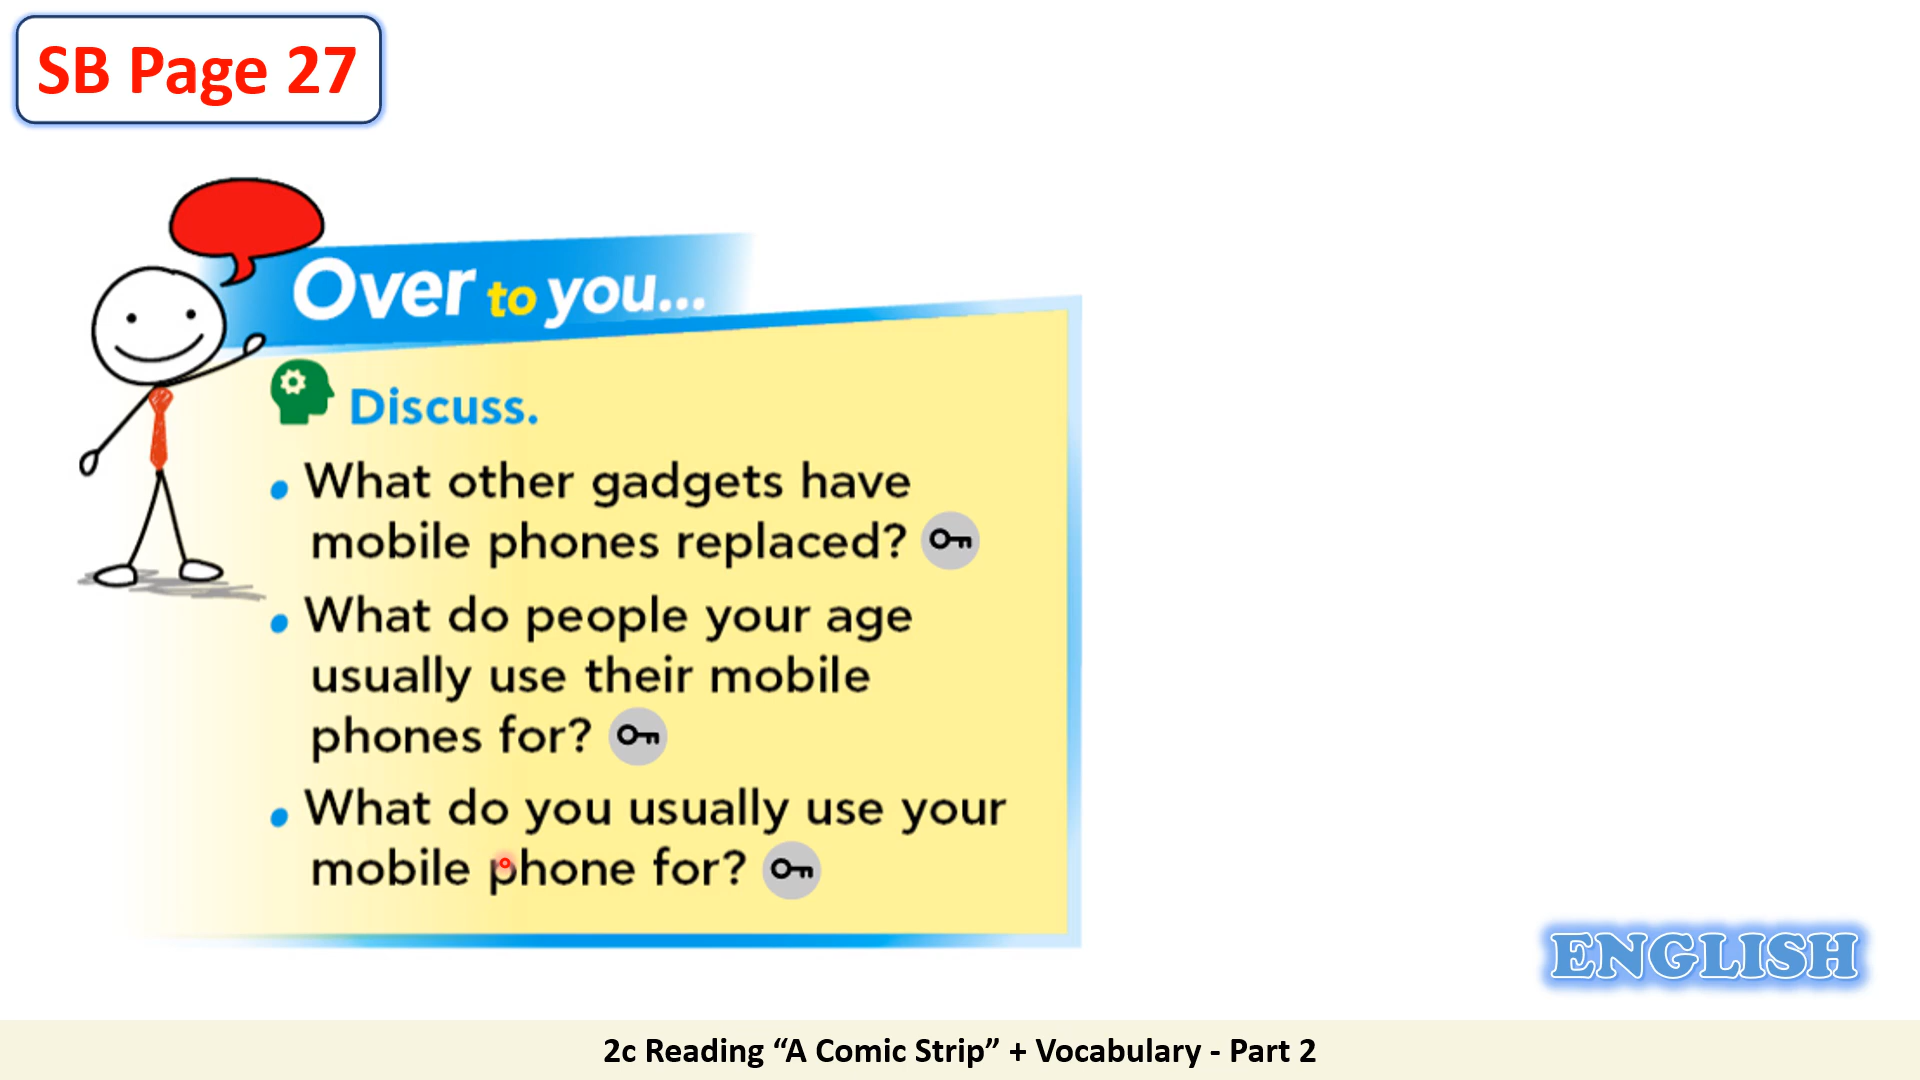 SB Page 27
Over to you...
Discuss.
• What other gadgets have
mobile phones replaced?
• What do people your age
usually use their mobile
phones for?
• What do you usually use your
mobile phone for?
ENGLISH
2c Reading “A Comic Strip” + Vocabulary - Part 2